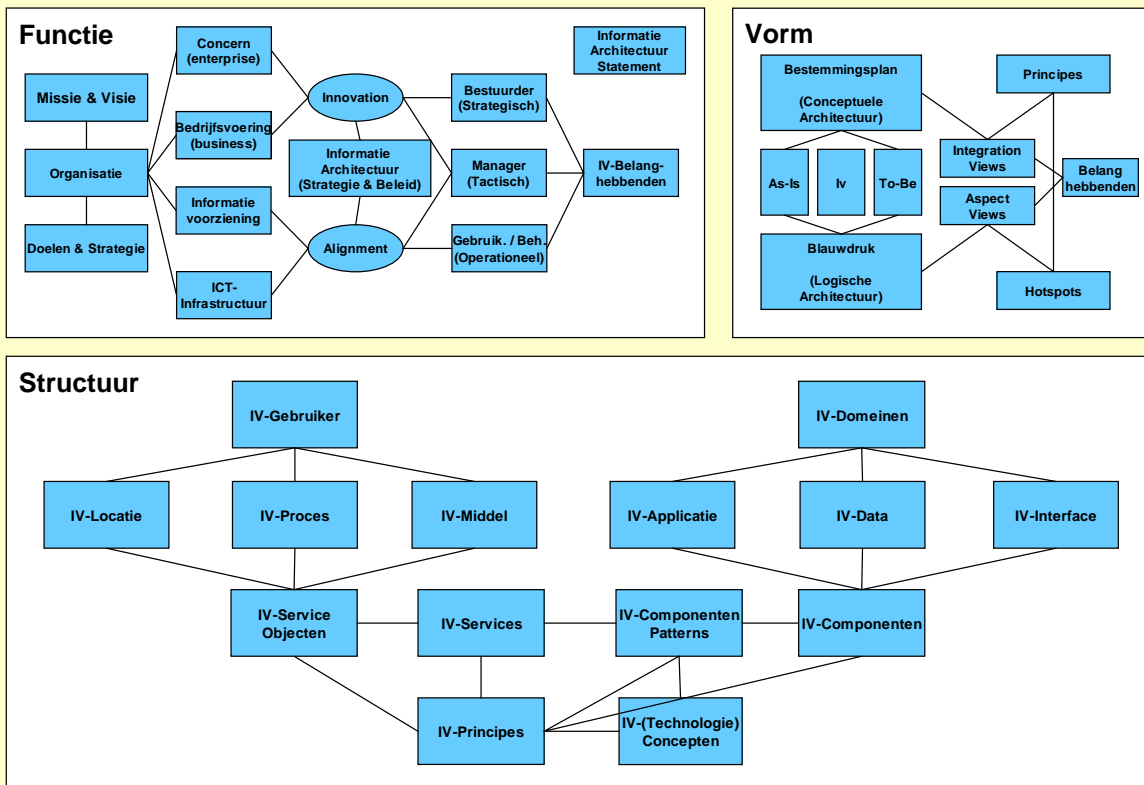 Functie
Concern
(enterprise)
Informatie
Architectuur
Statement
Missie & Visie
Innovation
Bestuurder
(Strategisch)
Bedrijfsvoering
(business)
Organisatie
Informatie
Architectuur
(Strategie & Beleid)
Manager
(Tactisch)
IV-Belang-
hebbenden
Informatie
voorziening
Doelen & Strategie
Alignment
Gebruik. / Beh.
(Operationeel)
ICT-
Infrastructuur
Vorm
Bestemmingsplan
(Conceptuele
Architectuur)
Principes
As-Is
Iv
To-Be
Integration
Views
Aspect
Views
Belang
hebbenden
Blauwdruk
(Logische
Architectuur)
Hotspots
Structuur
IV-Gebruiker
IV-Domeinen
IV-Locatie
IV-Proces
IV-Middel
IV-Applicatie
IV-Data
IV-Interface
IV-Service
Objecten
IV-Services
IV-Componenten
Patterns
IV-Componenten
IV-Principes
IV-(Technologie)
Concepten